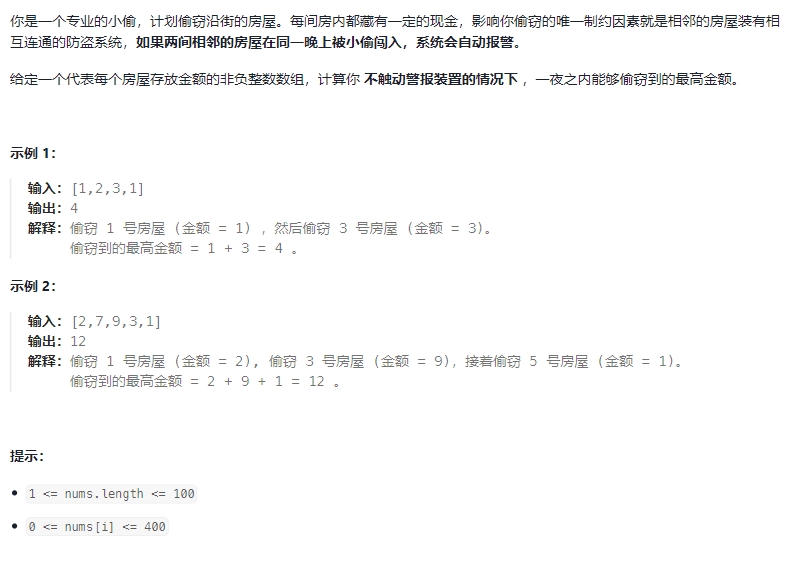 你是一个专业的小偷，计划偷窃沿街的房屋。每间房内都藏有一定的现金，影响你偷窃的唯一制约因素就是相邻的房屋装有相
互连通的防盗系统，如果两间相邻的房屋在同一晚上被小偷闯入，系统会自动报警。
给定一个代表每个房屋存放金额的非负整数数组，计算你 不触动警报装置的情况下 ，一夜之内能够偷窃到的最高金额。
示例 1：
输入：[1,2,3,1]
输出：4
解释：偷窃 1 号房屋 (金额 = 1) ，然后偷窃 3 号房屋 (金额 = 3)。
偷窃到的最高金额 = 1 + 3 = 4 。
示例 2：
输入：[2,7,9,3,1]
输出：12
解释：偷窃 1 号房屋 (金额 = 2), 偷窃 3 号房屋 (金额 = 9)，接着偷窃 5 号房屋 (金额 = 1)。
偷窃到的最高金额 = 2 + 9 + 1 = 12 。
提示：
• 1 <= nums.length <= 100
• 0 <= nums[i] <= 400